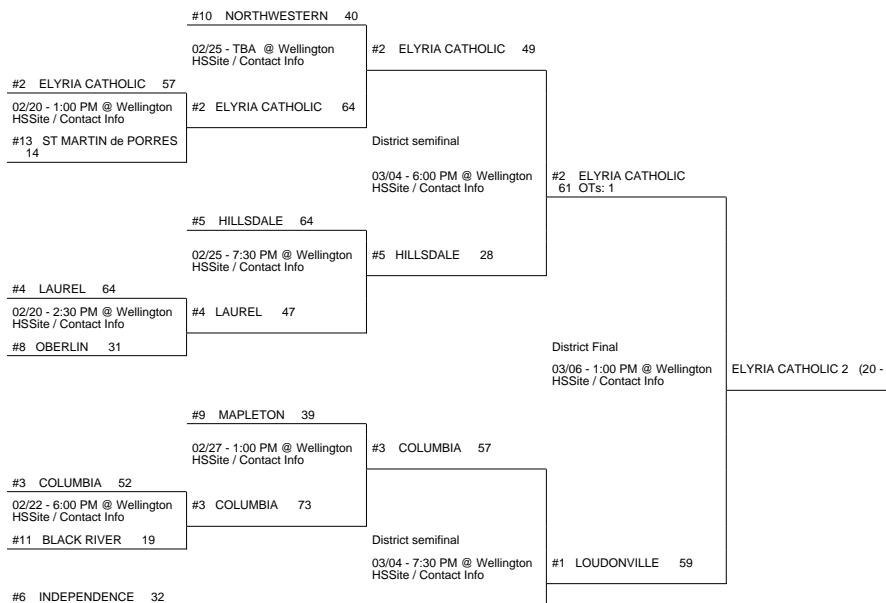 #10 NORTHWESTERN 40
02/25 - TBA @ Wellington
HSSite / Contact Info
#2 ELYRIA CATHOLIC 49
#2 ELYRIA CATHOLIC 57
02/20 - 1:00 PM @ Wellington
HSSite / Contact Info
#2 ELYRIA CATHOLIC 64
#13 ST MARTIN de PORRES
14
District semifinal
03/04 - 6:00 PM @ Wellington
HSSite / Contact Info
#2 ELYRIA CATHOLIC
61 OTs: 1
#5 HILLSDALE 64
02/25 - 7:30 PM @ Wellington
HSSite / Contact Info
#5 HILLSDALE 28
#4 LAUREL 64
02/20 - 2:30 PM @ Wellington
HSSite / Contact Info
#4 LAUREL 47
#8 OBERLIN 31
District Final
03/06 - 1:00 PM @ Wellington
HSSite / Contact Info
ELYRIA CATHOLIC 2 (20 -
#9 MAPLETON 39
02/27 - 1:00 PM @ Wellington
HSSite / Contact Info
#3 COLUMBIA 57
#3 COLUMBIA 52
02/22 - 6:00 PM @ Wellington
HSSite / Contact Info
#3 COLUMBIA 73
#11 BLACK RIVER 19
District semifinal
03/04 - 7:30 PM @ Wellington
HSSite / Contact Info
#1 LOUDONVILLE 59
#6 INDEPENDENCE 32